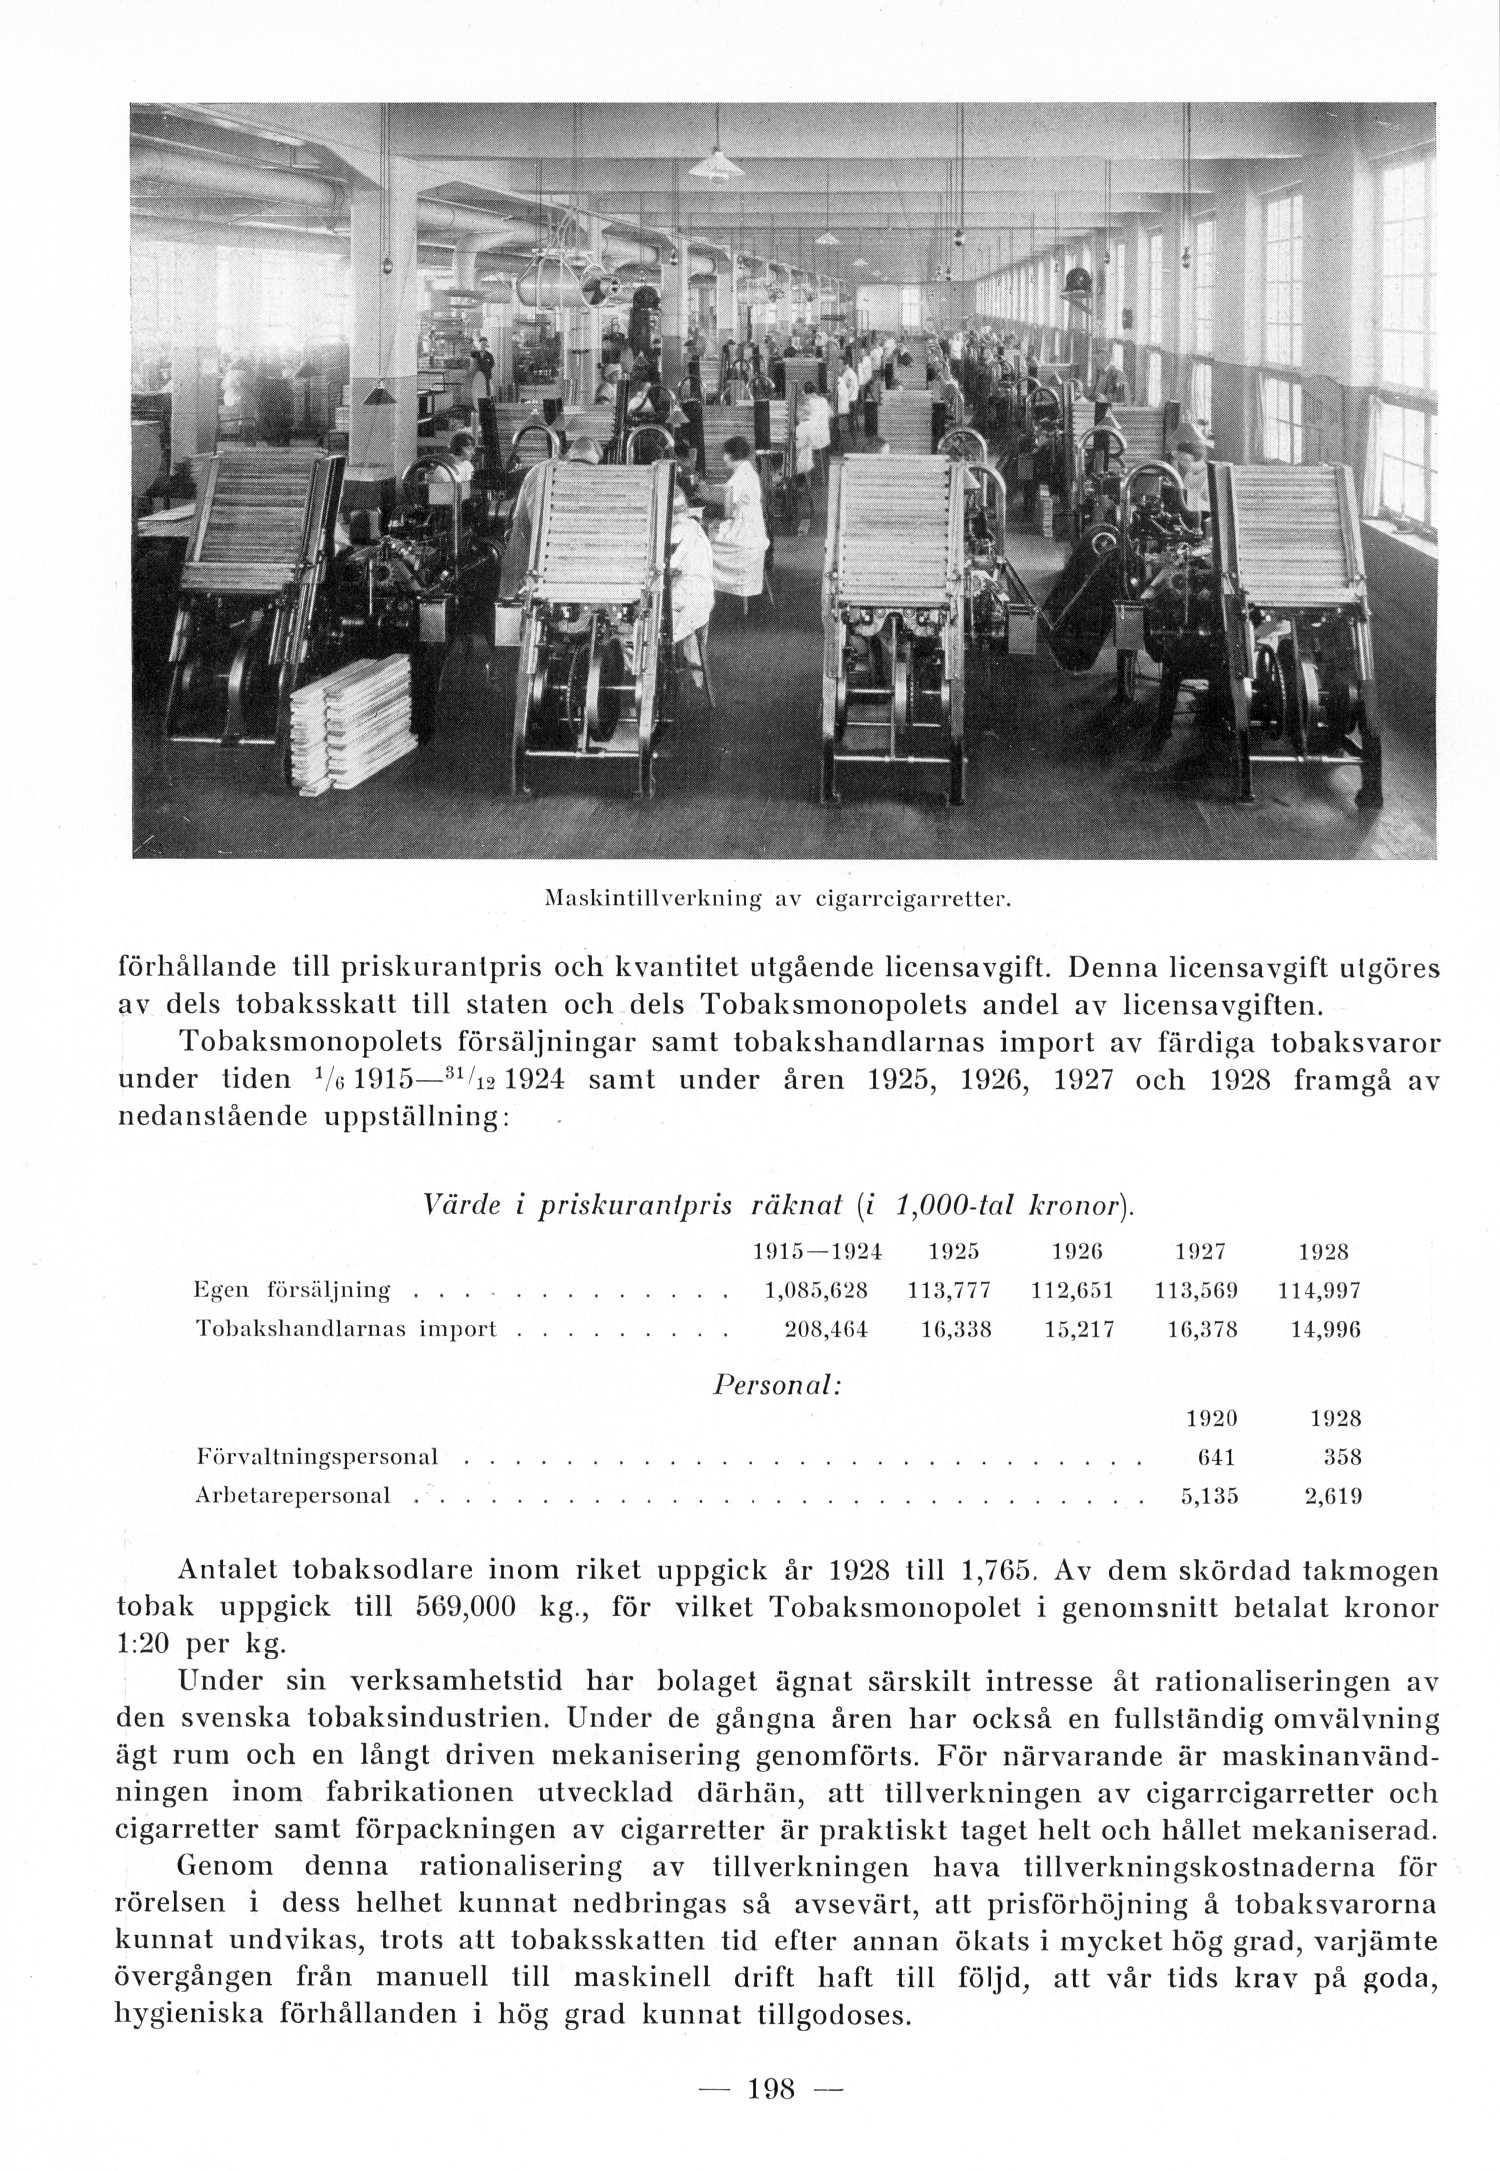 Maskintillverkning av cigarrcigarretter.
förhållande till priskurantpris och kvantitet utgående licensavgift. Denna licensavgift utgöres
av dels tobaksskatt till staten och dels Tobaksmonopolets andel av licensavgiften.
Tobaksmonopolets försäljningar samt tobakshandlarnas import av färdiga tobaksvaror
under tiden ¹/₆ 1915—³¹/₁₂ 1924 samt under åren 1925, 1926, 1927 och 1928 framgå av
nedanstående uppställning:
Värde i priskurantpris räknat (i 1,000-tal kronor).
1915—1924 1925 1926 1927 1928
Egen försäljning . . . . . . . . . . . . . 1,085,628 113,777 112,651 113,569 114,997
Tobakshandlarnas import . . . . . . . . . 208,464 16,338 15,217 16,378 14,996
Personal:
1920 1928
Förvaltningspersonal . . . . . . . . . . . . . . . . . . . . . . . . . . . 641 358
Arbetarepersonal . . . . . . . . . . . . . . . . . . . . . . . . . . . . . 5,135 2,619
Antalet tobaksodlare inom riket uppgick år 1928 till 1,765. Av dem skördad takmogen
tobak uppgick till 569,000 kg., för vilket Tobaksmonopolet i genomsnitt betalat kronor
1:20 per kg.
Under sin verksamhetstid har bolaget ägnat särskilt intresse åt rationaliseringen av
den svenska tobaksindustrien. Under de gångna åren har också en fullständig omvälvning
ägt rum och en långt driven mekanisering genomförts. För närvarande är maskinanvänd-
ningen inom fabrikationen utvecklad därhän, att tillverkningen av cigarrcigarretter och
cigarretter samt förpackningen av cigarretter är praktiskt taget helt och hållet mekaniserad.
Genom denna rationalisering av tillverkningen hava tillverkningskostnaderna för
rörelsen i dess helhet kunnat nedbringas så avsevärt, att prisförhöjning å tobaksvarorna
kunnat undvikas, trots att tobaksskatten tid efter annan ökats i mycket hög grad, varjämte
övergången från manuell till maskinell drift haft till följd, att vår tids krav på goda,
hygieniska förhållanden i hög grad kunnat tillgodoses.
— 198 —